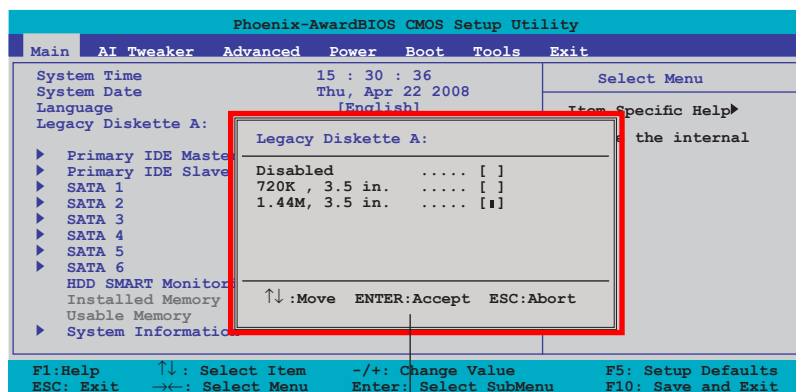 Phoenix-AwardBIOS CMOS Setup Utility
Main AI Tweaker Advanced Power Boot Tools Exit
System Time 15 : 30 : 36
System Date Thu, Apr 22 2008
Language [English]
Legacy Diskette A:
Primary IDE Master
Primary IDE Slave
SATA 1
SATA 2
SATA 3
SATA 4
SATA 5
SATA 6
HDD SMART Monitori
Installed Memory
Usable Memory
System Information
Legacy Diskette A:
Disabled ..... [ ]
720K , 3.5 in. ..... [ ]
1.44M, 3.5 in. ..... [▮]
↑↓ :Move ENTER:Accept ESC:Abort
Select Menu
Item Specific Help
the internal
F1:Help ↑↓ : Select Item -/+: Change Value F5: Setup Defaults
ESC: Exit →←: Select Menu Enter: Select SubMenu F10: Save and Exit